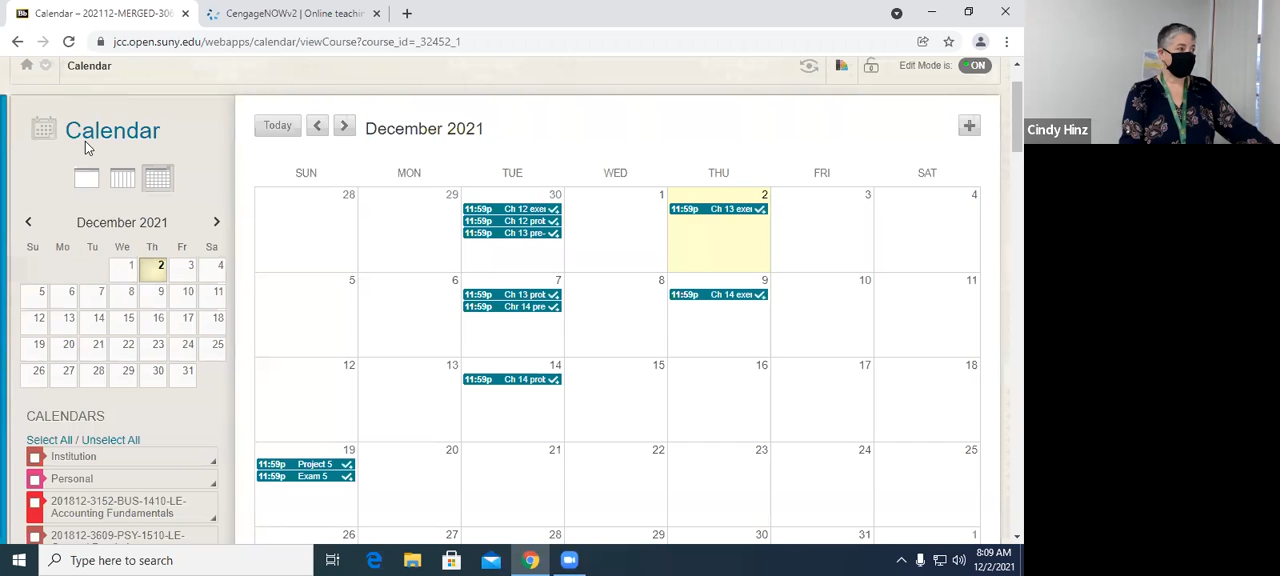 Calendar – 202112-MERGED-306
CengageNOWv2 | Online teachin
jcc.open.suny.edu/webapps/calendar/viewCourse?course_id=_32452_1
Calendar
Edit Mode is: ON
Calendar
December 2021
Su Mo Tu We Th Fr Sa
1 2 3 4
5 6 7 8 9 10 11
12 13 14 15 16 17 18
19 20 21 22 23 24 25
26 27 28 29 30 31
CALENDARS
Select All / Unselect All
Institution
Personal
201812-3152-BUS-1410-LE-
Accounting Fundamentals
201812-3609-PSY-1510-LE-
Today
December 2021
SUN MON TUE WED THU FRI SAT
28 29 30 1 2 3 4
11:59p Ch 12 exer
11:59p Ch 12 prob
11:59p Ch 13 pre-
11:59p Ch 13 exer
5 6 7 8 9 10 11
11:59p Ch 13 prob
11:59p Chr 14 pre
11:59p Ch 14 exer
12 13 14 15 16 17 18
11:59p Ch 14 prob
19 20 21 22 23 24 25
11:59p Project 5
11:59p Exam 5
26 27 28 29 30 31 1
Cindy Hinz
Type here to search
8:09 AM
12/2/2021